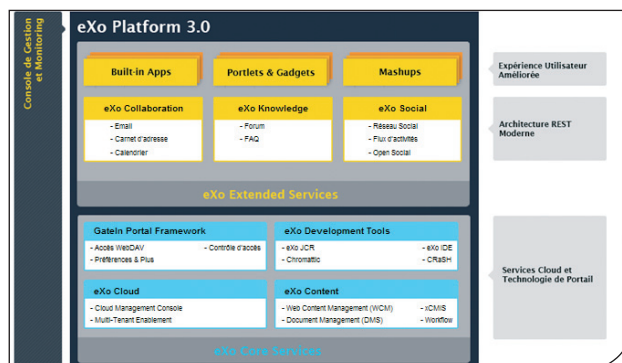 Console de Gestion
et Monitoring
eXo Platform 3.0
Built-in Apps
Portlets & Gadgets
Mashups
Expérience Utilisateur
Améliorée
eXo Collaboration
- Email
- Carnet d'adresse
- Calendrier
eXo Knowledge
- Forum
- FAQ
eXo Social
- Réseau Social
- Flux d'activités
- Open Social
Architecture REST
Moderne
eXo Extended Services
GateIn Portal Framework
- Accès WebDAV
- Contrôle d'accès
- Préférences & Plus
eXo Development Tools
- eXo JCR
- eXo IDE
- Chromattic
- CRaSH
eXo Cloud
- Cloud Management Console
- Multi-Tenant Enablement
eXo Content
- Web Content Management (WCM)
- xCMIS
- Document Management (DMS)
- Workflow
Services Cloud et
Technologie de Portail
eXo Core Services